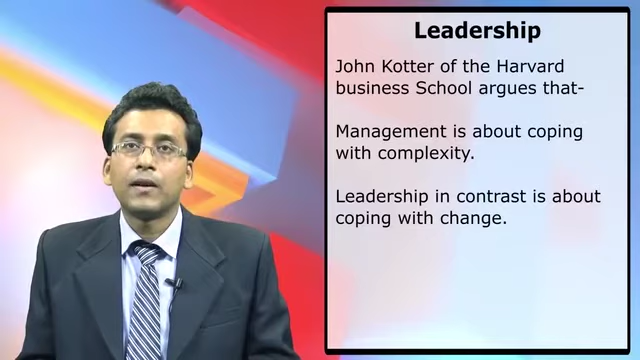 Leadership
John Kotter of the Harvard
business School argues that-
Management is about coping
with complexity.
Leadership in contrast is about
coping with change.